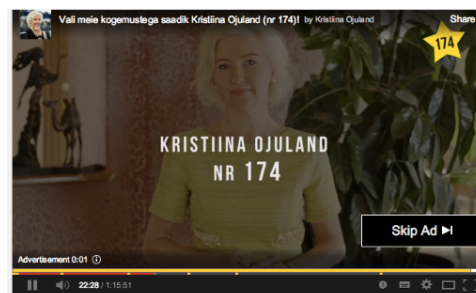 Vali meie kogemustega saadik Kristiina Ojuland (nr 174)! by Kristiina Ojuland
Share
174
KRISTIINA OJULAND
NR 174
Skip Ad
Advertisement 0:01
22:28 / 1:15:51